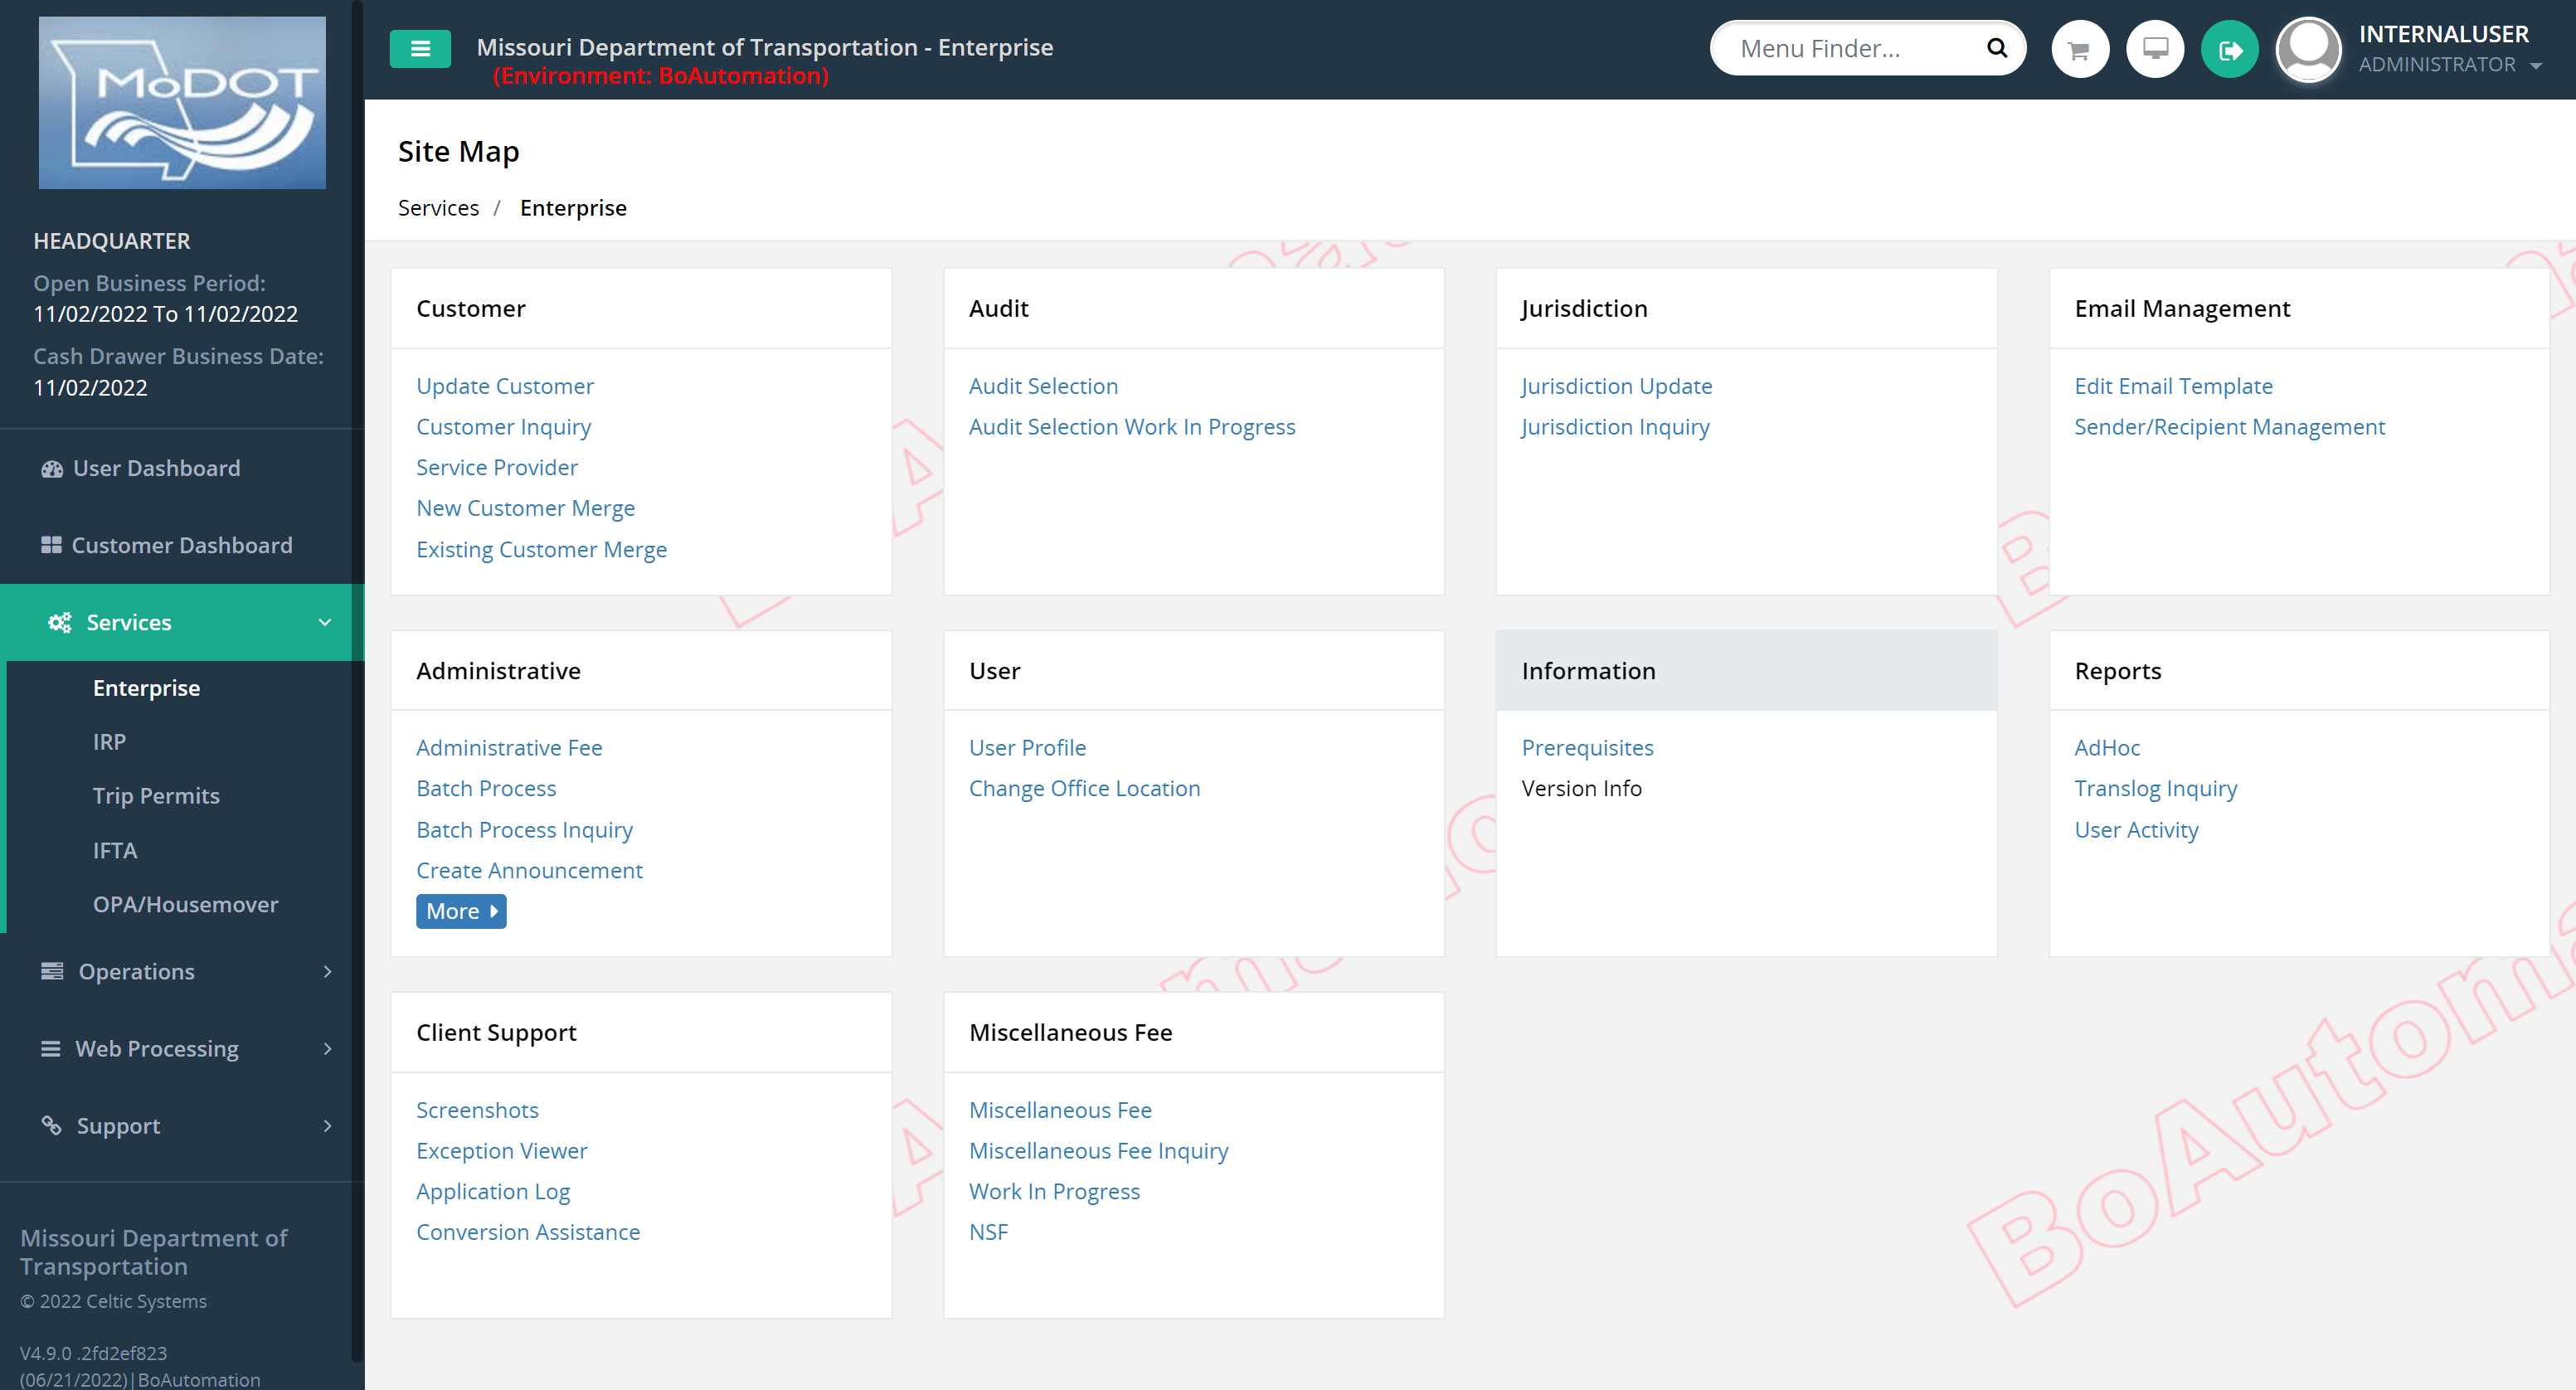 MoDOT
HEADQUARTER
Open Business Period:
11/02/2022 To 11/02/2022
Cash Drawer Business Date:
11/02/2022
User Dashboard
Customer Dashboard
Services
Enterprise
IRP
Trip Permits
IFTA
OPA/Housemover
Operations
Web Processing
Support
Missouri Department of
Transportation
© 2022 Celtic Systems
V4.9.0 .2fd2ef823
(06/21/2022)|BoAutomation
Missouri Department of Transportation - Enterprise
(Environment: BoAutomation)
Menu Finder...
INTERNALUSER
ADMINISTRATOR
Site Map
Services / Enterprise
Customer
Update Customer
Customer Inquiry
Service Provider
New Customer Merge
Existing Customer Merge
Audit
Audit Selection
Audit Selection Work In Progress
Jurisdiction
Jurisdiction Update
Jurisdiction Inquiry
Email Management
Edit Email Template
Sender/Recipient Management
Administrative
Administrative Fee
Batch Process
Batch Process Inquiry
Create Announcement
More
User
User Profile
Change Office Location
Information
Prerequisites
Version Info
Reports
AdHoc
Translog Inquiry
User Activity
Client Support
Screenshots
Exception Viewer
Application Log
Conversion Assistance
Miscellaneous Fee
Miscellaneous Fee
Miscellaneous Fee Inquiry
Work In Progress
NSF
BoAutoma